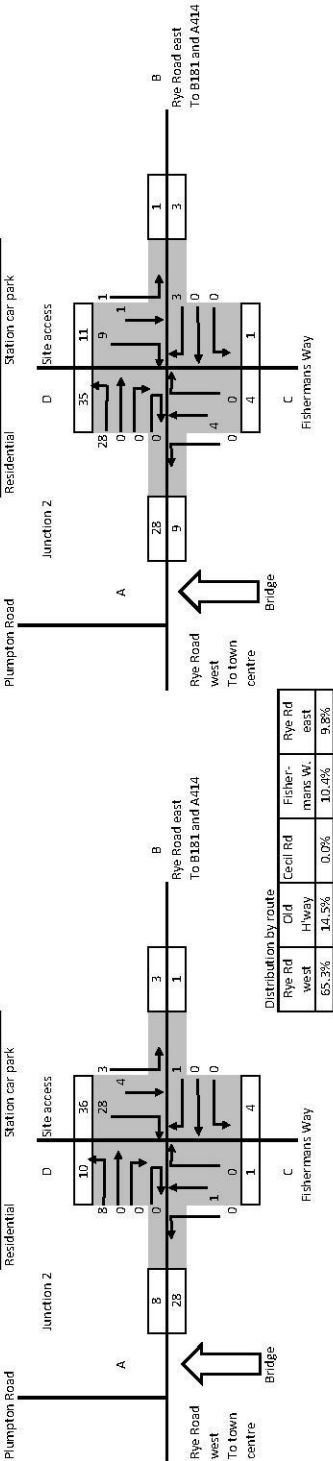 Plumpton Road
Residential
Station car park
Junction 2
D
Site access
10
36
8
28
3
0
4
0
0
A
8
28
3
1
B
Rye Road east
To B181 and A414
Rye Road
west
To town
centre
Bridge
1
0
1
0
0
0
1
4
C
Fishermans Way
Plumpton Road
Residential
Station car park
Junction 2
D
Site access
35
11
28
9
1
0
1
0
0
A
28
9
1
3
B
Rye Road east
To B181 and A414
Rye Road
west
To town
centre
Bridge
4
0
3
0
0
0
4
1
C
Fishermans Way
Distribution by route
Rye Rd west Old H'way Cecil Rd Fisher-mans W. Rye Rd east
65.3% 14.5% 0.0% 10.4% 9.8%